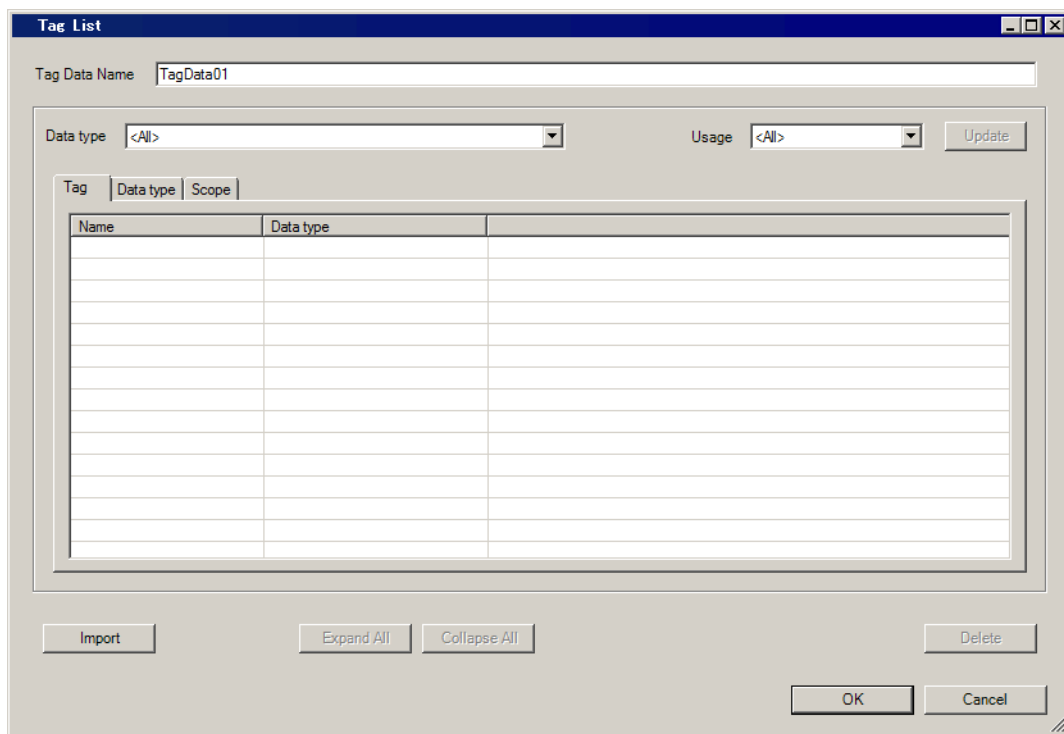 Tag List
Tag Data Name TagData01
Data type <All> Usage <All> Update
Tag Data type Scope
Name Data type
Import Expand All Collapse All Delete
OK Cancel